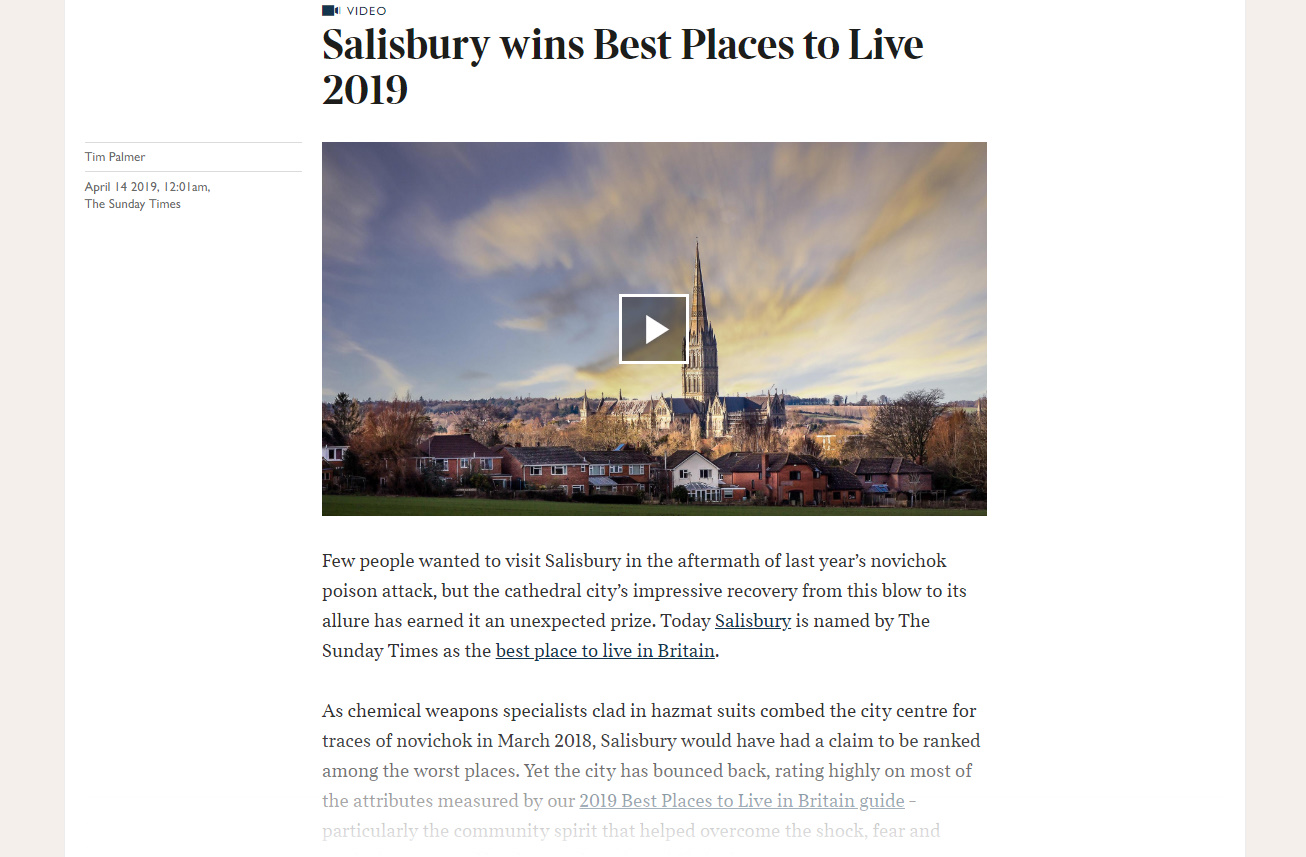 VIDEO
Salisbury wins Best Places to Live
2019
Tim Palmer
April 14 2019, 12:01am,
The Sunday Times
Few people wanted to visit Salisbury in the aftermath of last year’s novichok
poison attack, but the cathedral city’s impressive recovery from this blow to its
allure has earned it an unexpected prize. Today Salisbury is named by The
Sunday Times as the best place to live in Britain.
As chemical weapons specialists clad in hazmat suits combed the city centre for
traces of novichok in March 2018, Salisbury would have had a claim to be ranked
among the worst places. Yet the city has bounced back, rating highly on most of
the attributes measured by our 2019 Best Places to Live in Britain guide -
particularly the community spirit that helped overcome the shock, fear and